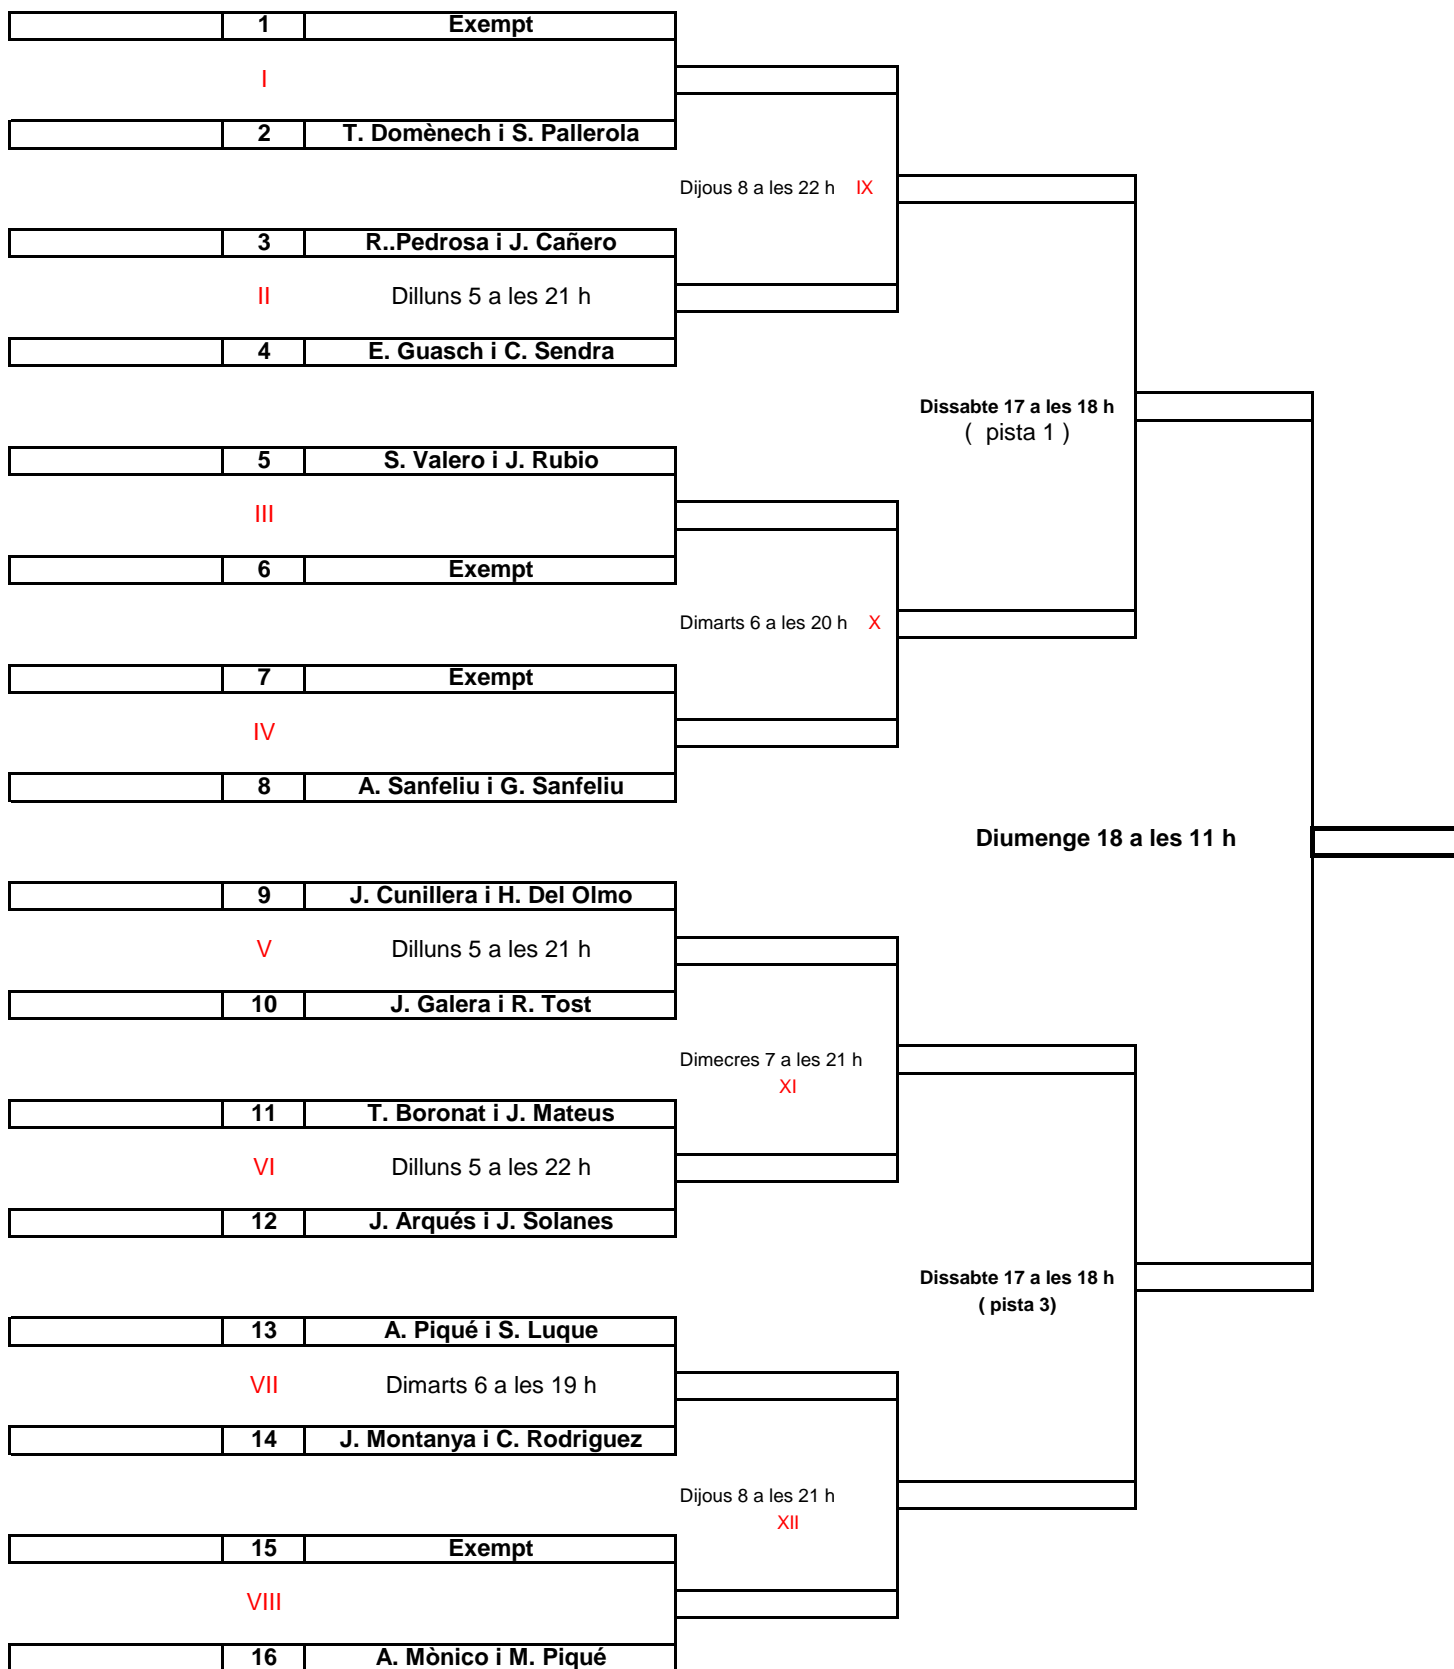 1 Exempt
I
2 T. Domènech i S. Pallerola
Dijous 8 a les 22 h IX
3 R..Pedrosa i J. Cañero
II Dilluns 5 a les 21 h
4 E. Guasch i C. Sendra
Dissabte 17 a les 18 h
( pista 1 )
5 S. Valero i J. Rubio
III
6 Exempt
Dimarts 6 a les 20 h X
7 Exempt
IV
8 A. Sanfeliu i G. Sanfeliu
Diumenge 18 a les 11 h
9 J. Cunillera i H. Del Olmo
V Dilluns 5 a les 21 h
10 J. Galera i R. Tost
Dimecres 7 a les 21 h
XI
11 T. Boronat i J. Mateus
VI Dilluns 5 a les 22 h
12 J. Arqués i J. Solanes
Dissabte 17 a les 18 h
( pista 3)
13 A. Piqué i S. Luque
VII Dimarts 6 a les 19 h
14 J. Montanya i C. Rodriguez
Dijous 8 a les 21 h
XII
15 Exempt
VIII
16 A. Mònico i M. Piqué